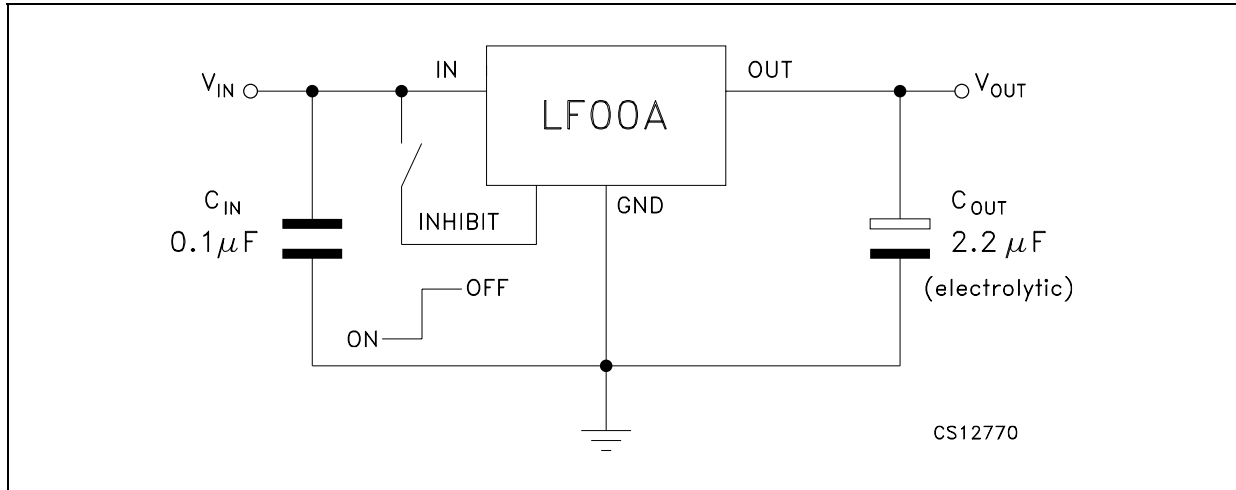 IN
OUT
V_IN
V_OUT
LF00A
GND
C_IN
0.1μF
INHIBIT
C_OUT
2.2 μF
(electrolytic)
OFF
ON
CS12770